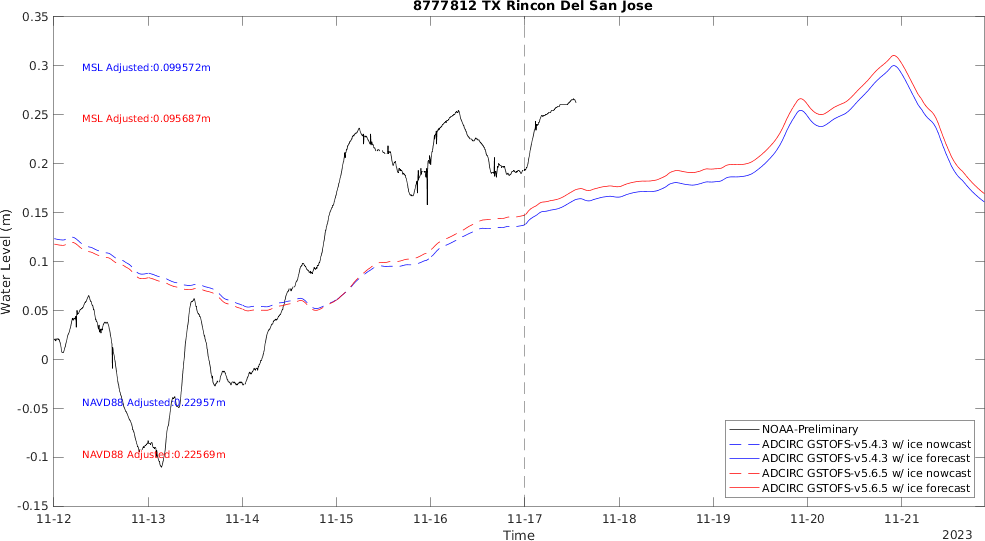 8777812 TX Rincon Del San Jose
0.35
0.3
0.25
0.2
0.15
0.1
0.05
0
-0.05
-0.1
-0.15
Water Level (m)
MSL Adjusted:0.099572m
MSL Adjusted:0.095687m
NAVD88 Adjusted:0.22957m
NAVD88 Adjusted:0.22569m
NOAA-Preliminary
ADCIRC GSTOFS-v5.4.3 w/ ice nowcast
ADCIRC GSTOFS-v5.4.3 w/ ice forecast
ADCIRC GSTOFS-v5.6.5 w/ ice nowcast
ADCIRC GSTOFS-v5.6.5 w/ ice forecast
11-12 11-13 11-14 11-15 11-16 11-17 11-18 11-19 11-20 11-21
Time
2023